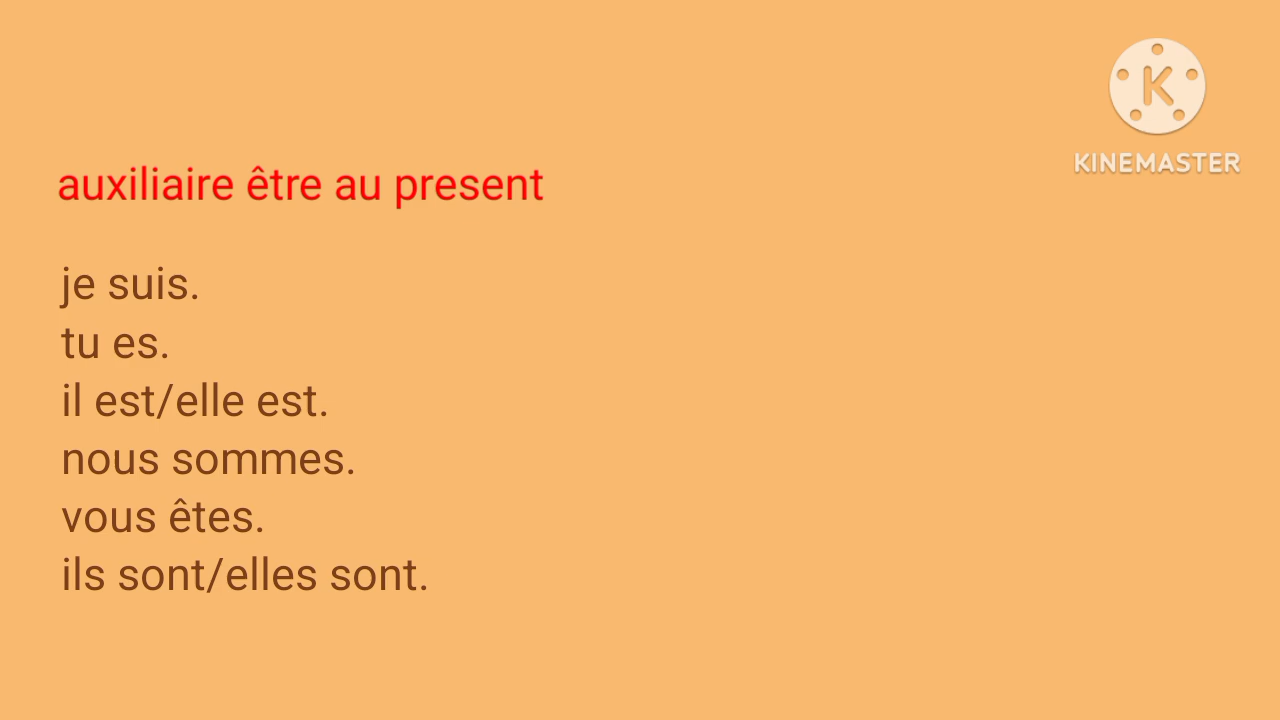 K
KINEMASTER
auxiliaire être au present
je suis.
tu es.
il est/elle est.
nous sommes.
vous êtes.
ils sont/elles sont.